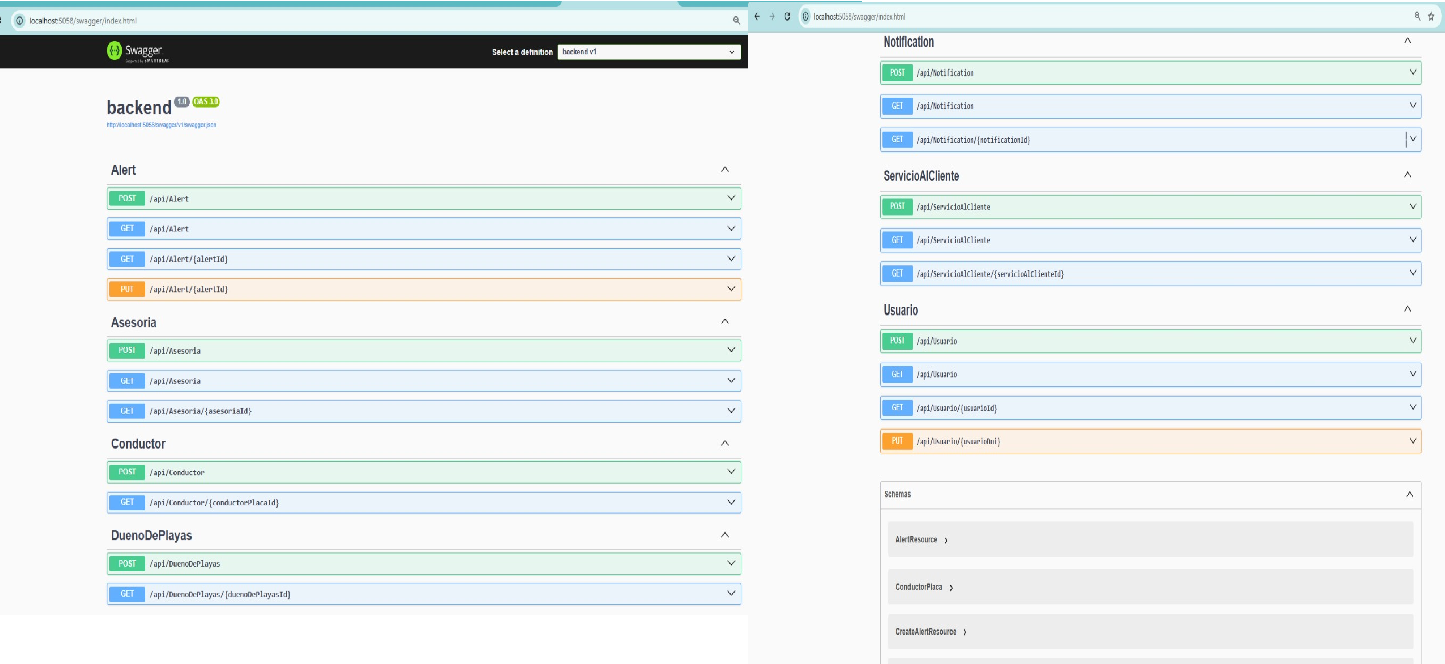 localhost:5058/swagger/index.html
Swagger
Supported by SMARTBEAR
Select a definition
backend v1
backend 1.0 OAS 3.0
http://localhost:5058/swagger/v1/swagger.json
Alert
POST /api/Alert
GET /api/Alert
GET /api/Alert/{alertId}
PUT /api/Alert/{alertId}
Asesoria
POST /api/Asesoria
GET /api/Asesoria
GET /api/Asesoria/{asesoriaId}
Conductor
POST /api/Conductor
GET /api/Conductor/{conductorPlacaId}
DuenoDePlayas
POST /api/DuenoDePlayas
GET /api/DuenoDePlayas/{duenoDePlayasId}
localhost:5058/swagger/index.html
Notification
POST /api/Notification
GET /api/Notification
GET /api/Notification/{notificationId}
ServicioAlCliente
POST /api/ServicioAlCliente
GET /api/ServicioAlCliente
GET /api/ServicioAlCliente/{servicioAlClienteId}
Usuario
POST /api/Usuario
GET /api/Usuario
GET /api/Usuario/{usuarioId}
PUT /api/Usuario/{usuarioDni}
Schemas
AlertResource
ConductorPlaca
CreateAlertResource